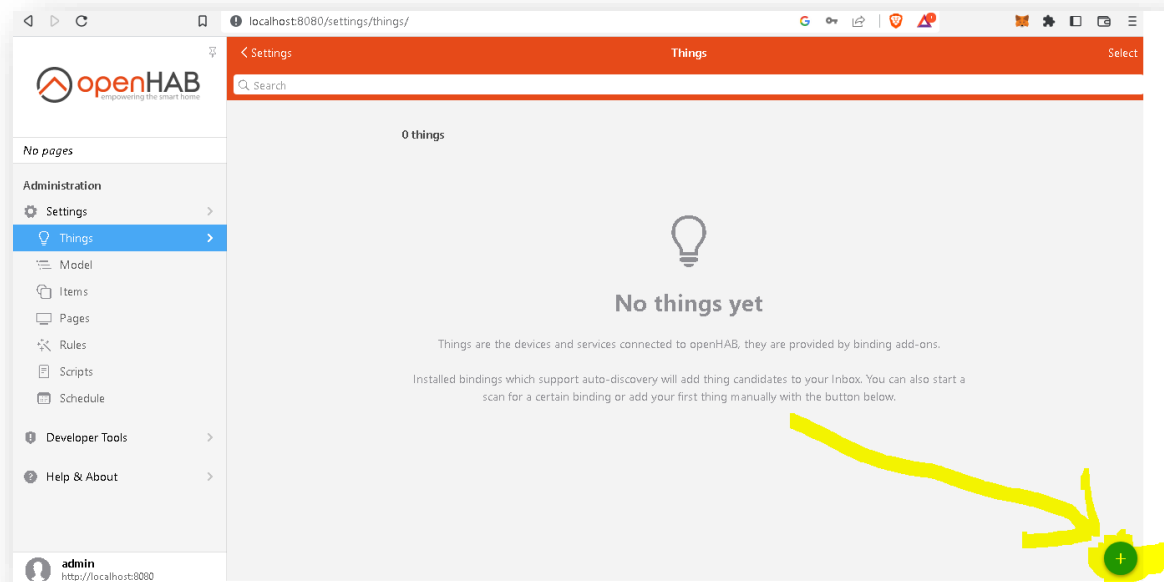 localhost:8080/settings/things/
openHAB
empowering the smart home
No pages
Administration
Settings
Things
Model
Items
Pages
Rules
Scripts
Schedule
Developer Tools
Help & About
admin
http://localhost:8080
Settings
Things
Select
Search
0 things
No things yet
Things are the devices and services connected to openHAB, they are provided by binding add-ons.
Installed bindings which support auto-discovery will add thing candidates to your Inbox. You can also start a
scan for a certain binding or add your first thing manually with the button below.